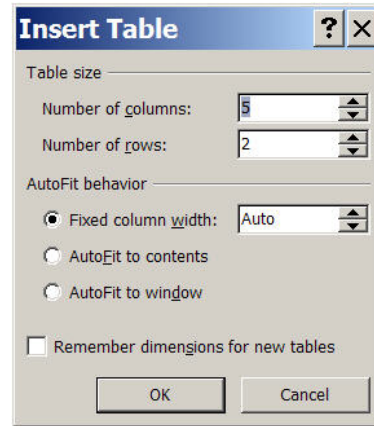 Insert Table ? ×
Table size
Number of columns: 5
Number of rows: 2
AutoFit behavior
Fixed column width: Auto
AutoFit to contents
AutoFit to window
Remember dimensions for new tables
OK Cancel